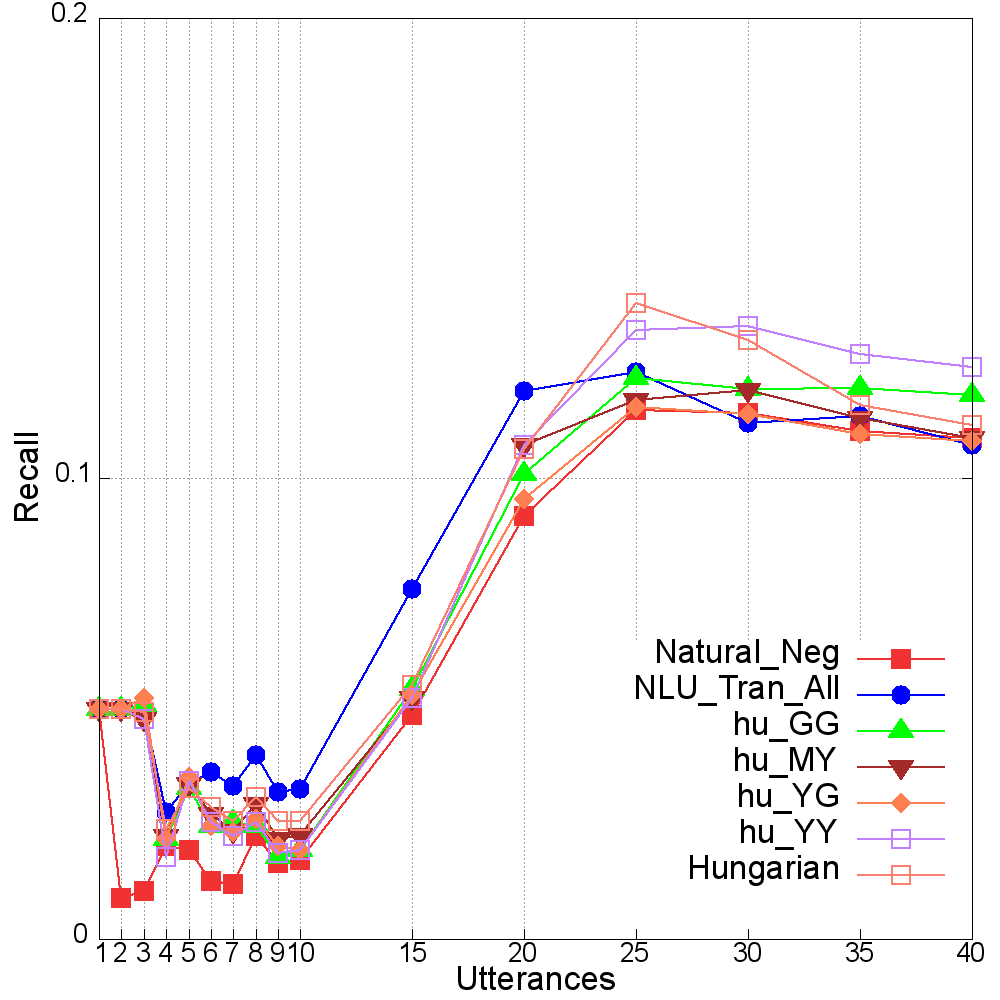 0.2
0.1
0
Recall
1 2 3 4 5 6 7 8 9 10 15 20 25 30 35 40
Utterances
Natural_Neg
NLU_Tran_All
hu_GG
hu_MY
hu_YG
hu_YY
Hungarian